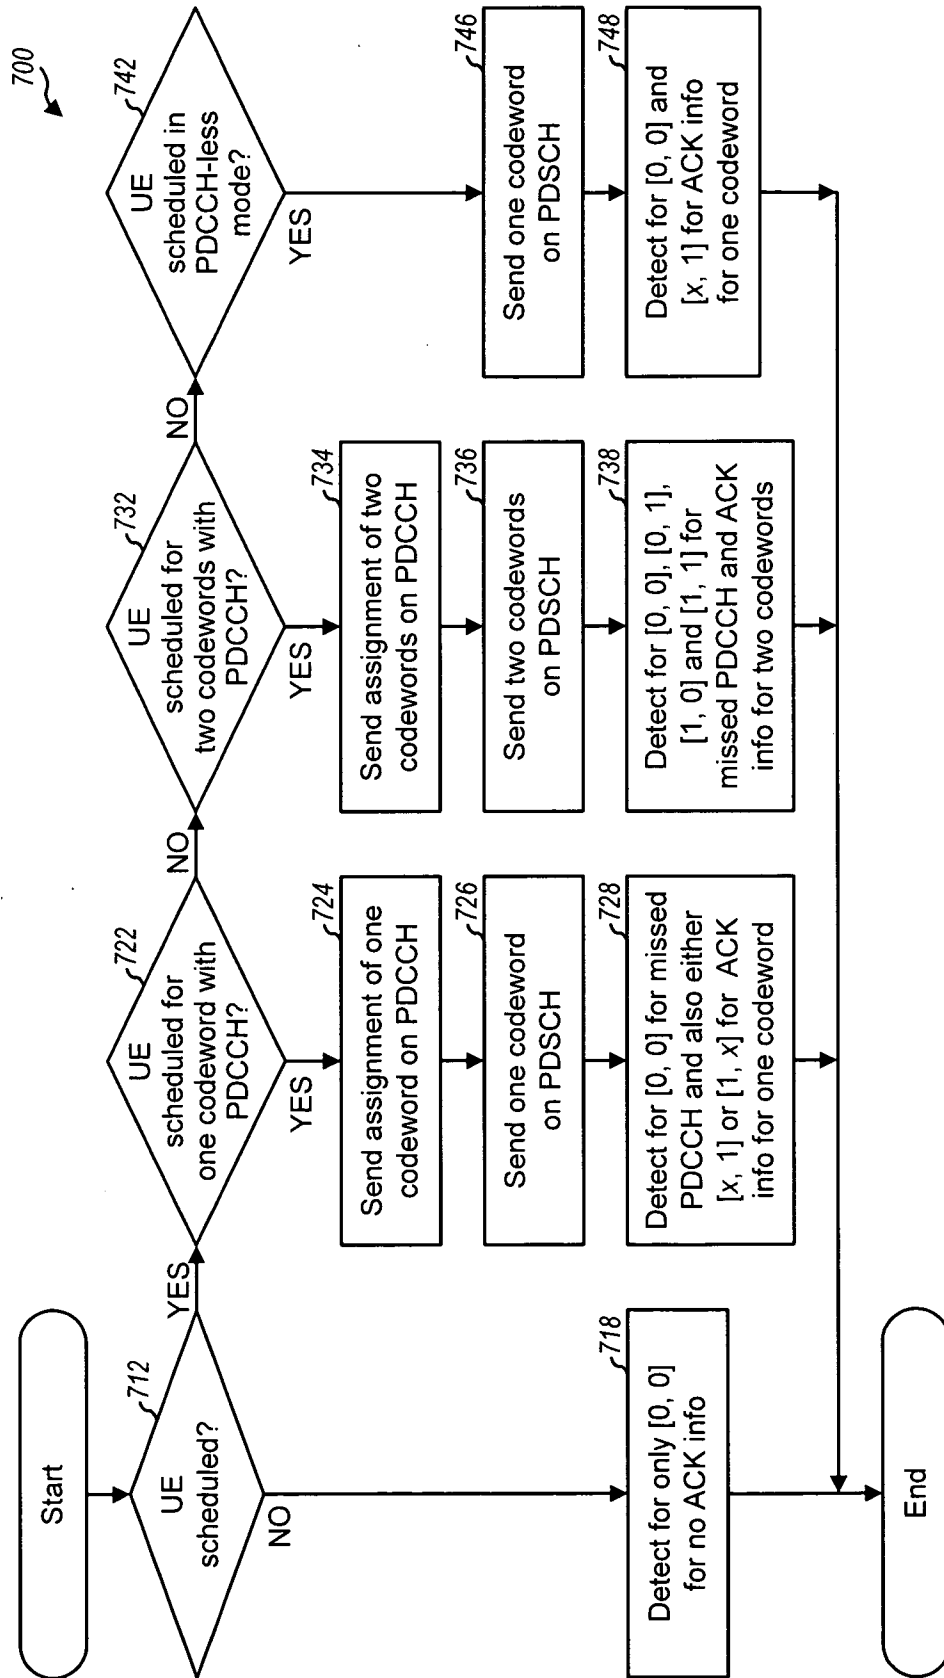 700
Start
UE
scheduled?
712
YES
NO
Detect for only [0, 0]
for no ACK info
718
UE
scheduled for
one codeword with
PDCCH?
722
NO
YES
Send assignment of one
codeword on PDCCH
724
Send one codeword
on PDSCH
726
Detect for [0, 0] for missed
PDCCH and also either
[x, 1] or [1, x] for ACK
info for one codeword
728
UE
scheduled for
two codewords with
PDCCH?
732
NO
YES
Send assignment of two
codewords on PDCCH
734
Send two codewords
on PDSCH
736
Detect for [0, 0], [0, 1],
[1, 0] and [1, 1] for
missed PDCCH and ACK
info for two codewords
738
UE
scheduled in
PDCCH-less
mode?
742
YES
Send one codeword
on PDSCH
746
Detect for [0, 0] and
[x, 1] for ACK info
for one codeword
748
End